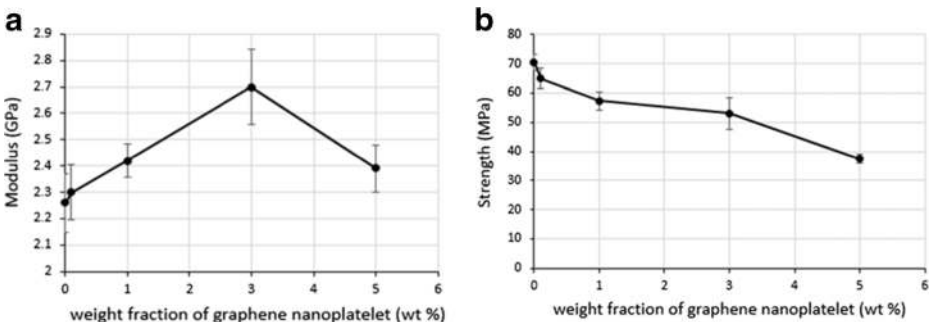 a
2.9
2.8
2.7
2.6
2.5
2.4
2.3
2.2
2.1
2
Modulus (GPa)
0 1 2 3 4 5 6
weight fraction of graphene nanoplatelet (wt %)
b
80
70
60
50
40
30
20
10
0
Strength (MPa)
0 1 2 3 4 5 6
weight fraction of graphene nanoplatelet (wt %)